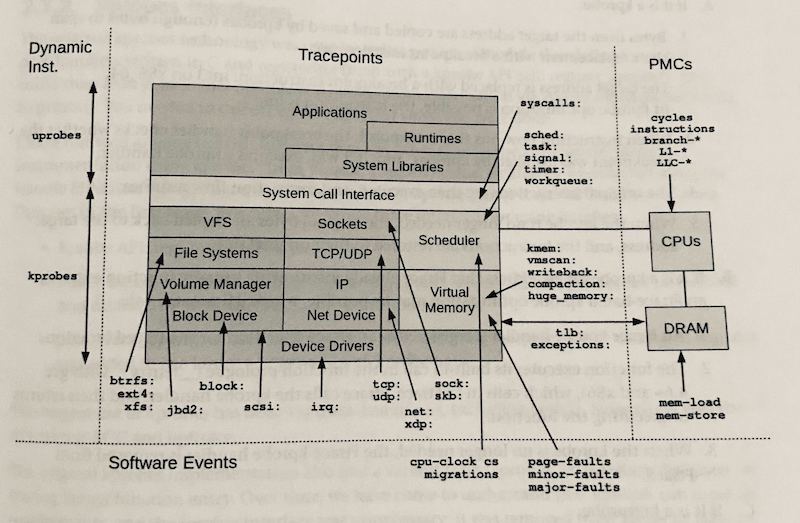 Dynamic
Inst.
Tracepoints
PMCs
uprobes
kprobes
Applications
Runtimes
System Libraries
System Call Interface
VFS
Sockets
Scheduler
File Systems
TCP/UDP
Volume Manager
IP
Virtual
Memory
Block Device
Net Device
Device Drivers
syscalls:
sched:
task:
signal:
timer:
workqueue:
kmem:
vmscan:
writeback:
compaction:
huge_memory:
tlb:
exceptions:
cycles
instructions
branch-*
L1-*
LLC-*
CPUs
DRAM
mem-load
mem-store
btrfs:
ext4:
xfs:
jbd2:
block:
scsi:
irq:
tcp:
udp:
sock:
skb:
net:
xdp:
Software Events
cpu-clock cs
migrations
page-faults
minor-faults
major-faults